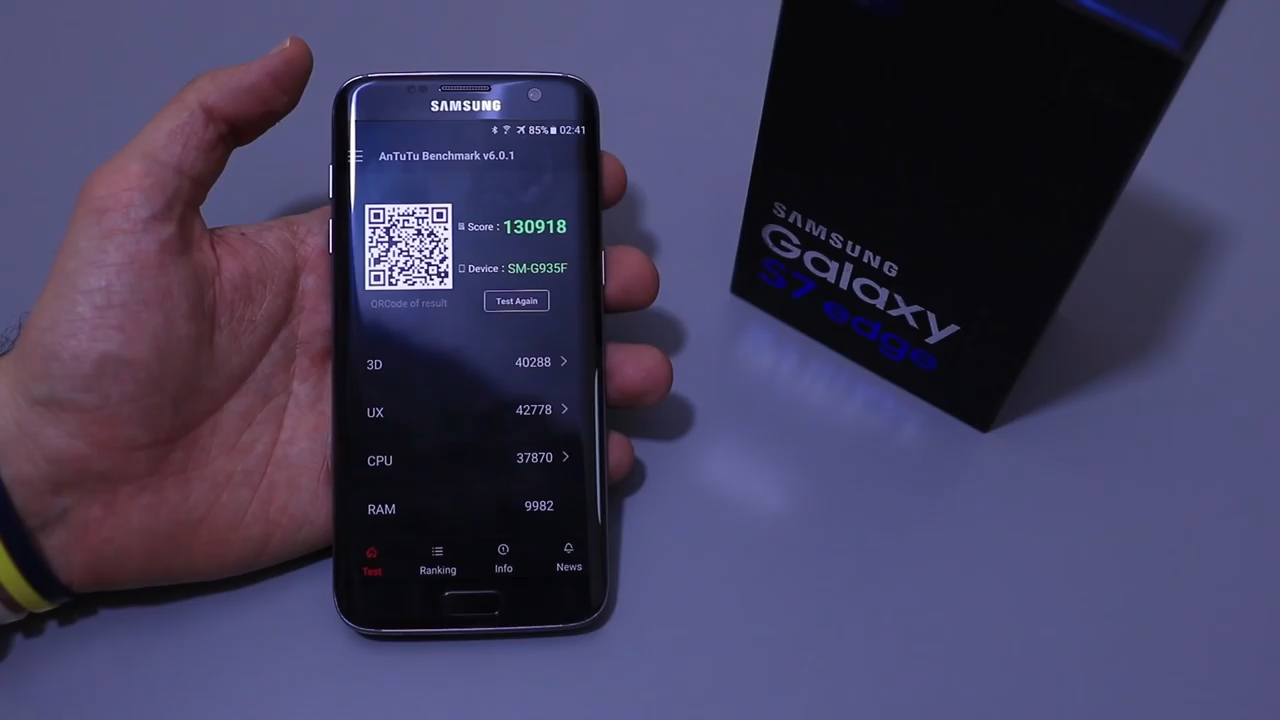 SAMSUNG
85% 02:41
AnTuTu Benchmark v6.0.1
Score : 130918
Device : SM-G935F
QRCode of result
Test Again
3D 40288
UX 42778
CPU 37870
RAM 9982
Test Ranking Info News
SAMSUNG
Galaxy
S7 edge